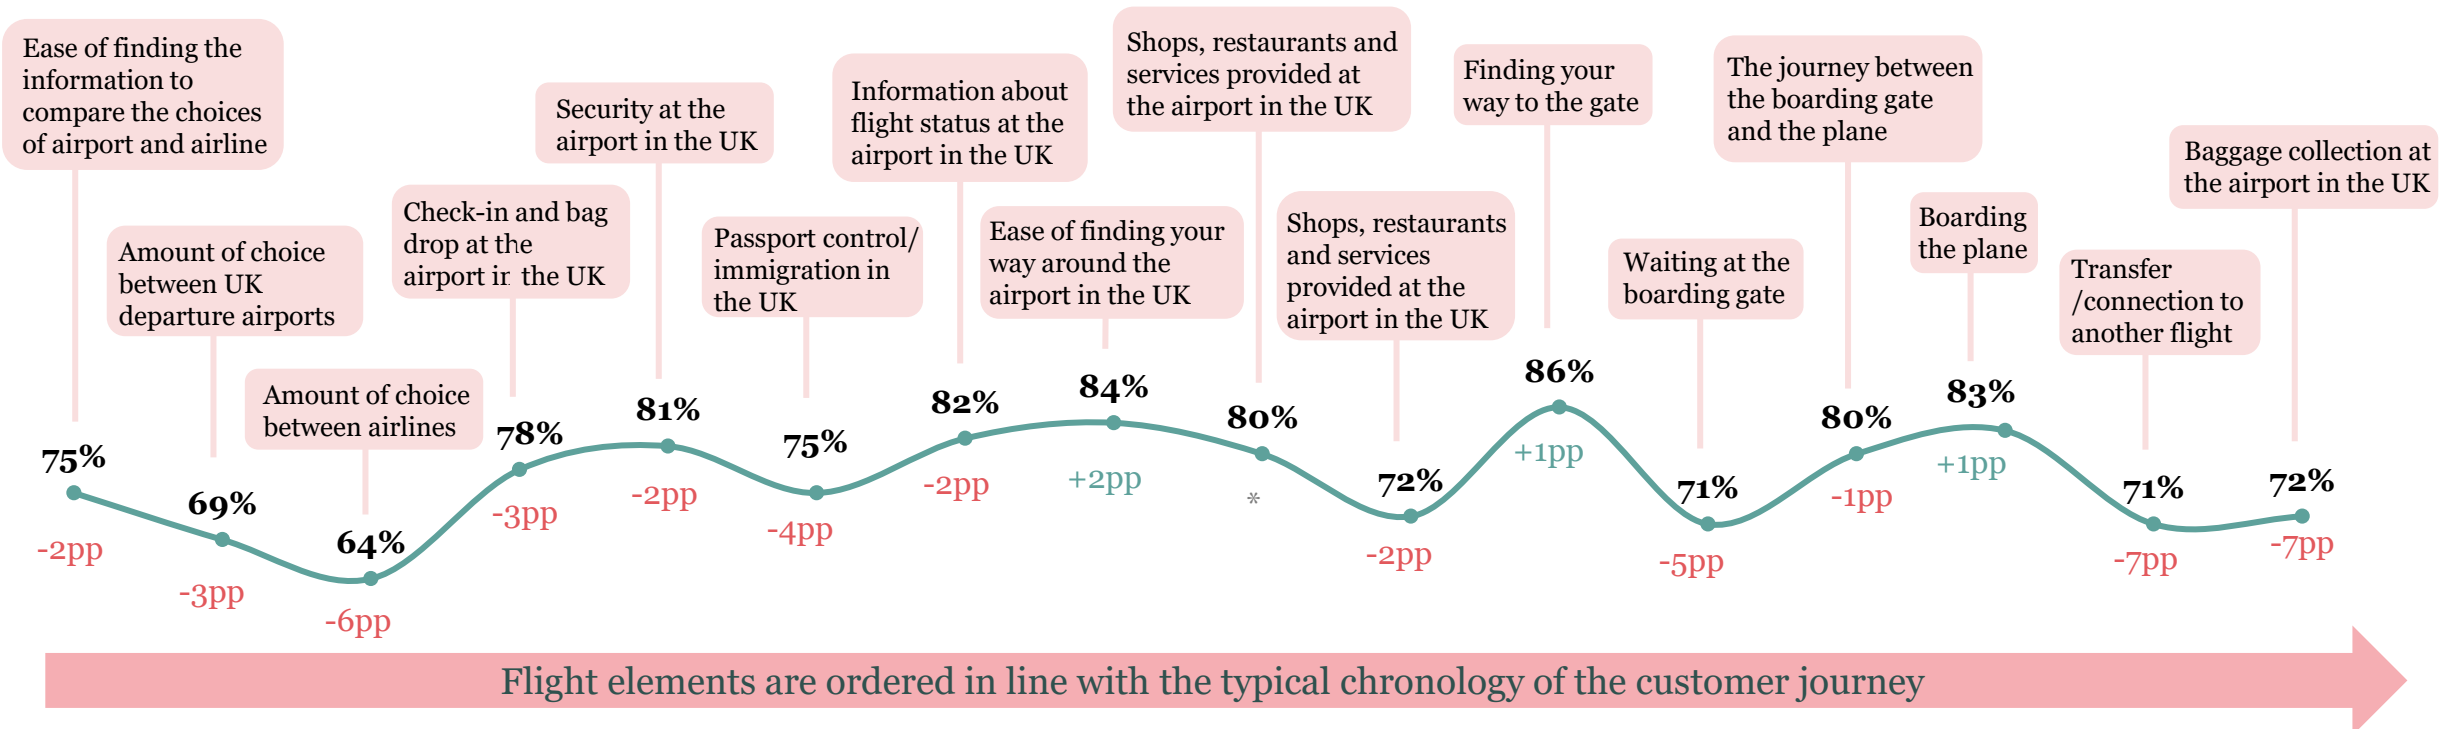 Ease of finding the
information to
compare the choices
of airport and airline
75%
-2pp
Amount of choice
between UK
departure airports
69%
-3pp
Amount of choice
between airlines
64%
-6pp
Check-in and bag
drop at the
airport in the UK
78%
-3pp
Security at the
airport in the UK
81%
-2pp
Passport control/
immigration in
the UK
75%
-4pp
Information about
flight status at the
airport in the UK
82%
-2pp
Ease of finding your
way around the
airport in the UK
84%
+2pp
Shops, restaurants and
services provided at
the airport in the UK
80%
*
Shops, restaurants
and services
provided at the
airport in the UK
72%
-2pp
Finding your
way to the gate
86%
+1pp
Waiting at the
boarding gate
71%
-5pp
The journey between
the boarding gate
and the plane
80%
-1pp
Boarding
the plane
83%
+1pp
Transfer
/connection to
another flight
71%
-7pp
Baggage collection at
the airport in the UK
72%
-7pp
Flight elements are ordered in line with the typical chronology of the customer journey